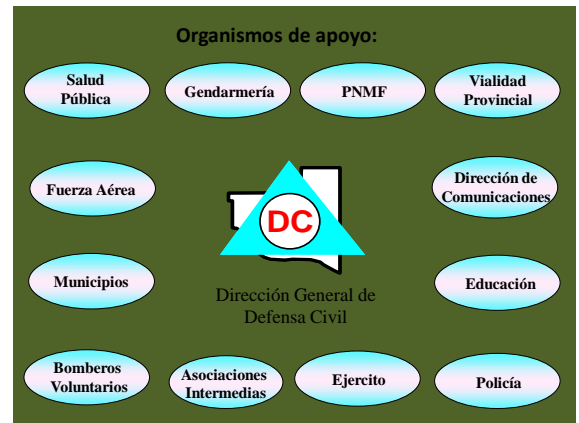 Organismos de apoyo:
Salud
Pública
Gendarmería
PNMF
Vialidad
Provincial
Fuerza Aérea
Dirección de
Comunicaciones
DC
Municipios
Educación
Dirección General de
Defensa Civil
Bomberos
Voluntarios
Asociaciones
Intermedias
Ejercito
Policía